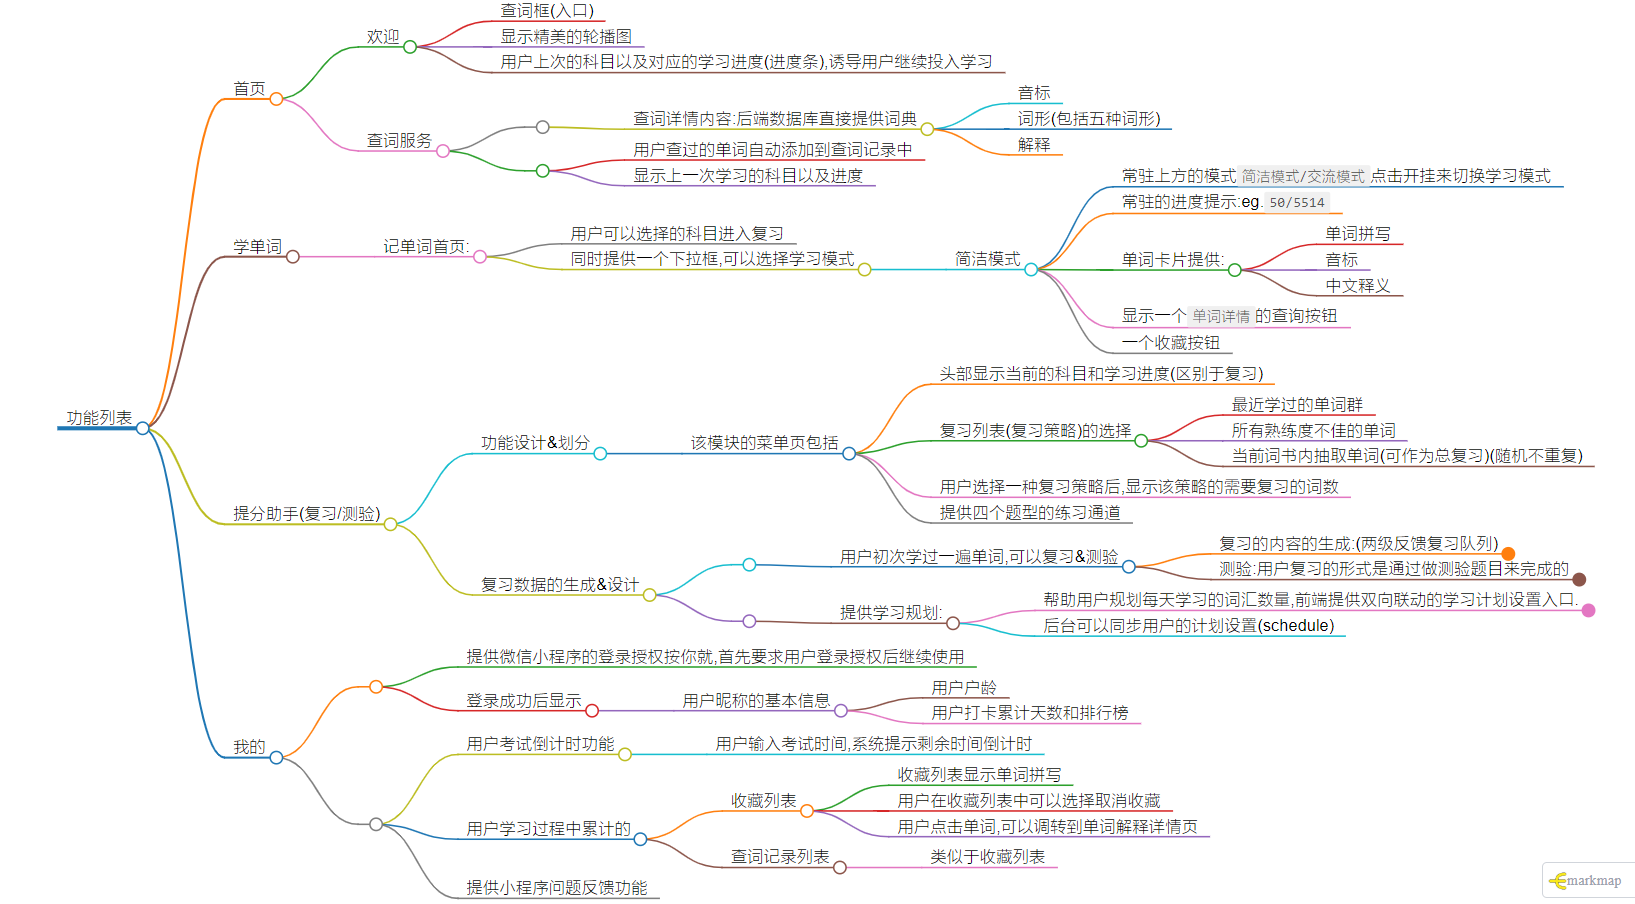 功能列表
首页
欢迎
查词框(入口)
显示精美的轮播图
用户上次的科目以及对应的学习进度(进度条),诱导用户继续投入学习
查词服务
查词详情内容:后端数据库直接提供词典
音标
词形(包括五种词形)
解释
用户查过的单词自动添加到查词记录中
显示上一次学习的科目以及进度
学单词
记单词首页:
用户可以选择的科目进入复习
同时提供一个下拉框,可以选择学习模式
简洁模式
常驻上方的模式 简洁模式/交流模式 点击开挂来切换学习模式
常驻的进度提示:eg. 50/5514
单词卡片提供:
单词拼写
音标
中文释义
显示一个 单词详情 的查询按钮
一个收藏按钮
提分助手(复习/测验)
功能设计&划分
该模块的菜单页包括
头部显示当前的科目和学习进度(区别于复习)
复习列表(复习策略)的选择
最近学过的单词群
所有熟练度不佳的单词
当前词书内抽取单词(可作为总复习)(随机不重复)
用户选择一种复习策略后,显示该策略的需要复习的词数
提供四个题型的练习通道
复习数据的生成&设计
用户初次学过一遍单词,可以复习&测验
复习的内容的生成:(两级反馈复习队列)
测验:用户复习的形式是通过做测验题目来完成的
提供学习规划:
帮助用户规划每天学习的词汇数量,前端提供双向联动的学习计划设置入口.
后台可以同步用户的计划设置(schedule)
我的
提供微信小程序的登录授权按你就,首先要求用户登录授权后继续使用
登录成功后显示
用户昵称的基本信息
用户户龄
用户打卡累计天数和排行榜
用户考试倒计时功能
用户输入考试时间,系统提示剩余时间倒计时
用户学习过程中累计的
收藏列表
收藏列表显示单词拼写
用户在收藏列表中可以选择取消收藏
用户点击单词,可以调转到单词解释详情页
查词记录列表
类似于收藏列表
提供小程序问题反馈功能
markmap